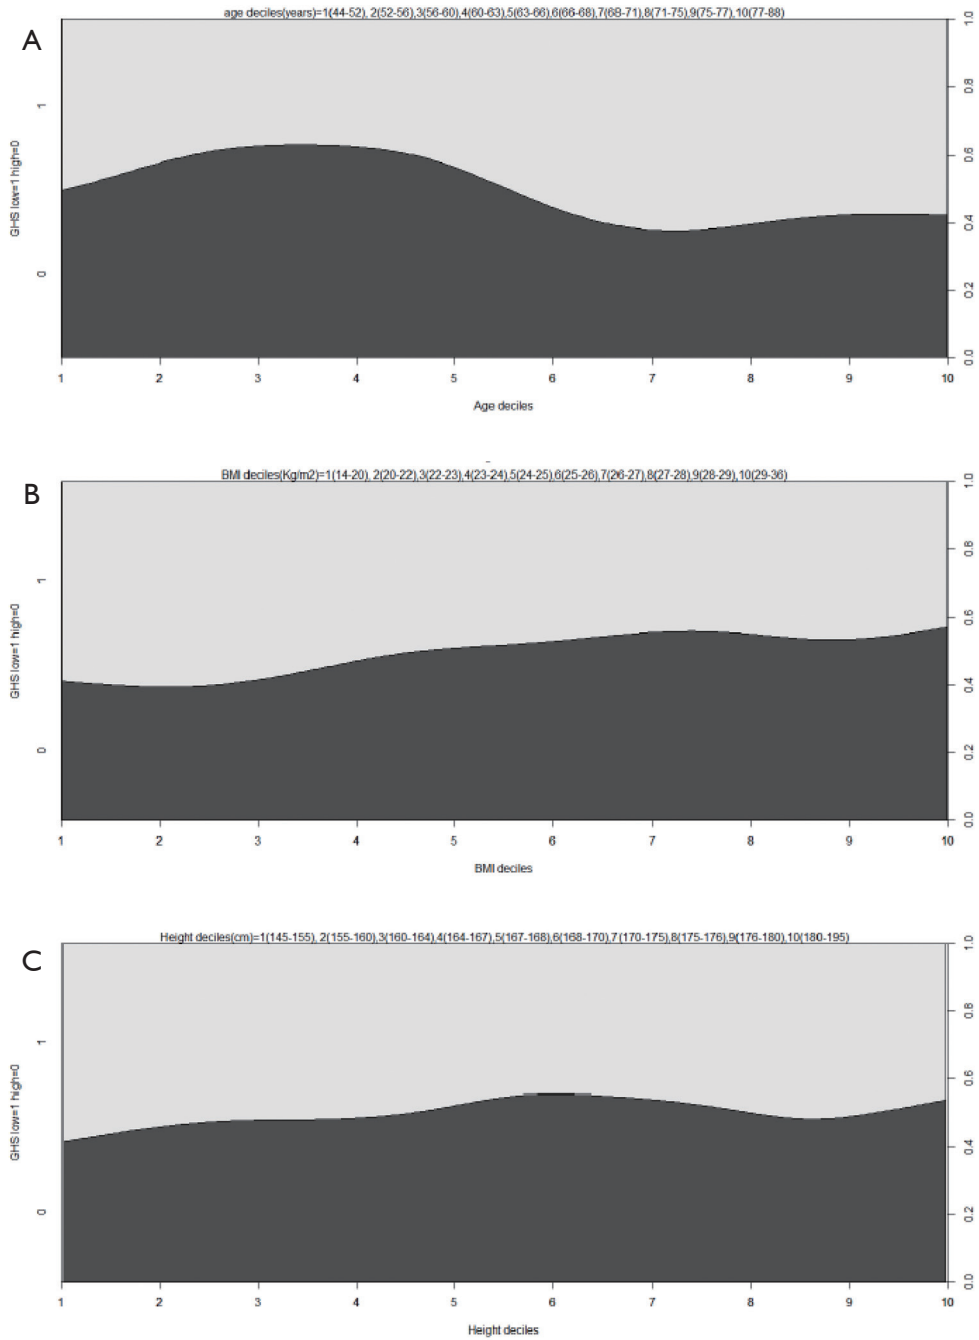 age deciles(years)=1(44-52), 2(52-56),3(56-60),4(60-63),5(63-66),6(66-68),7(68-71),8(71-75),9(75-77),10(77-88)
A
GHS low=1 high=0
1
0
1.0
0.8
0.6
0.4
0.2
0.0
1 2 3 4 5 6 7 8 9 10
Age deciles
BMI deciles(Kg/m2)=1(14-20), 2(20-22),3(22-23),4(23-24),5(24-25),6(25-26),7(26-27),8(27-28),9(28-29),10(29-36)
B
GHS low=1 high=0
1
0
1.0
0.8
0.6
0.4
0.2
0.0
1 2 3 4 5 6 7 8 9 10
BMI deciles
Height deciles(cm)=1(145-155), 2(155-160),3(160-164),4(164-167),5(167-168),6(168-170),7(170-175),8(175-176),9(176-180),10(180-195)
C
GHS low=1 high=0
1
0
1.0
0.8
0.6
0.4
0.2
0.0
1 2 3 4 5 6 7 8 9 10
Height deciles